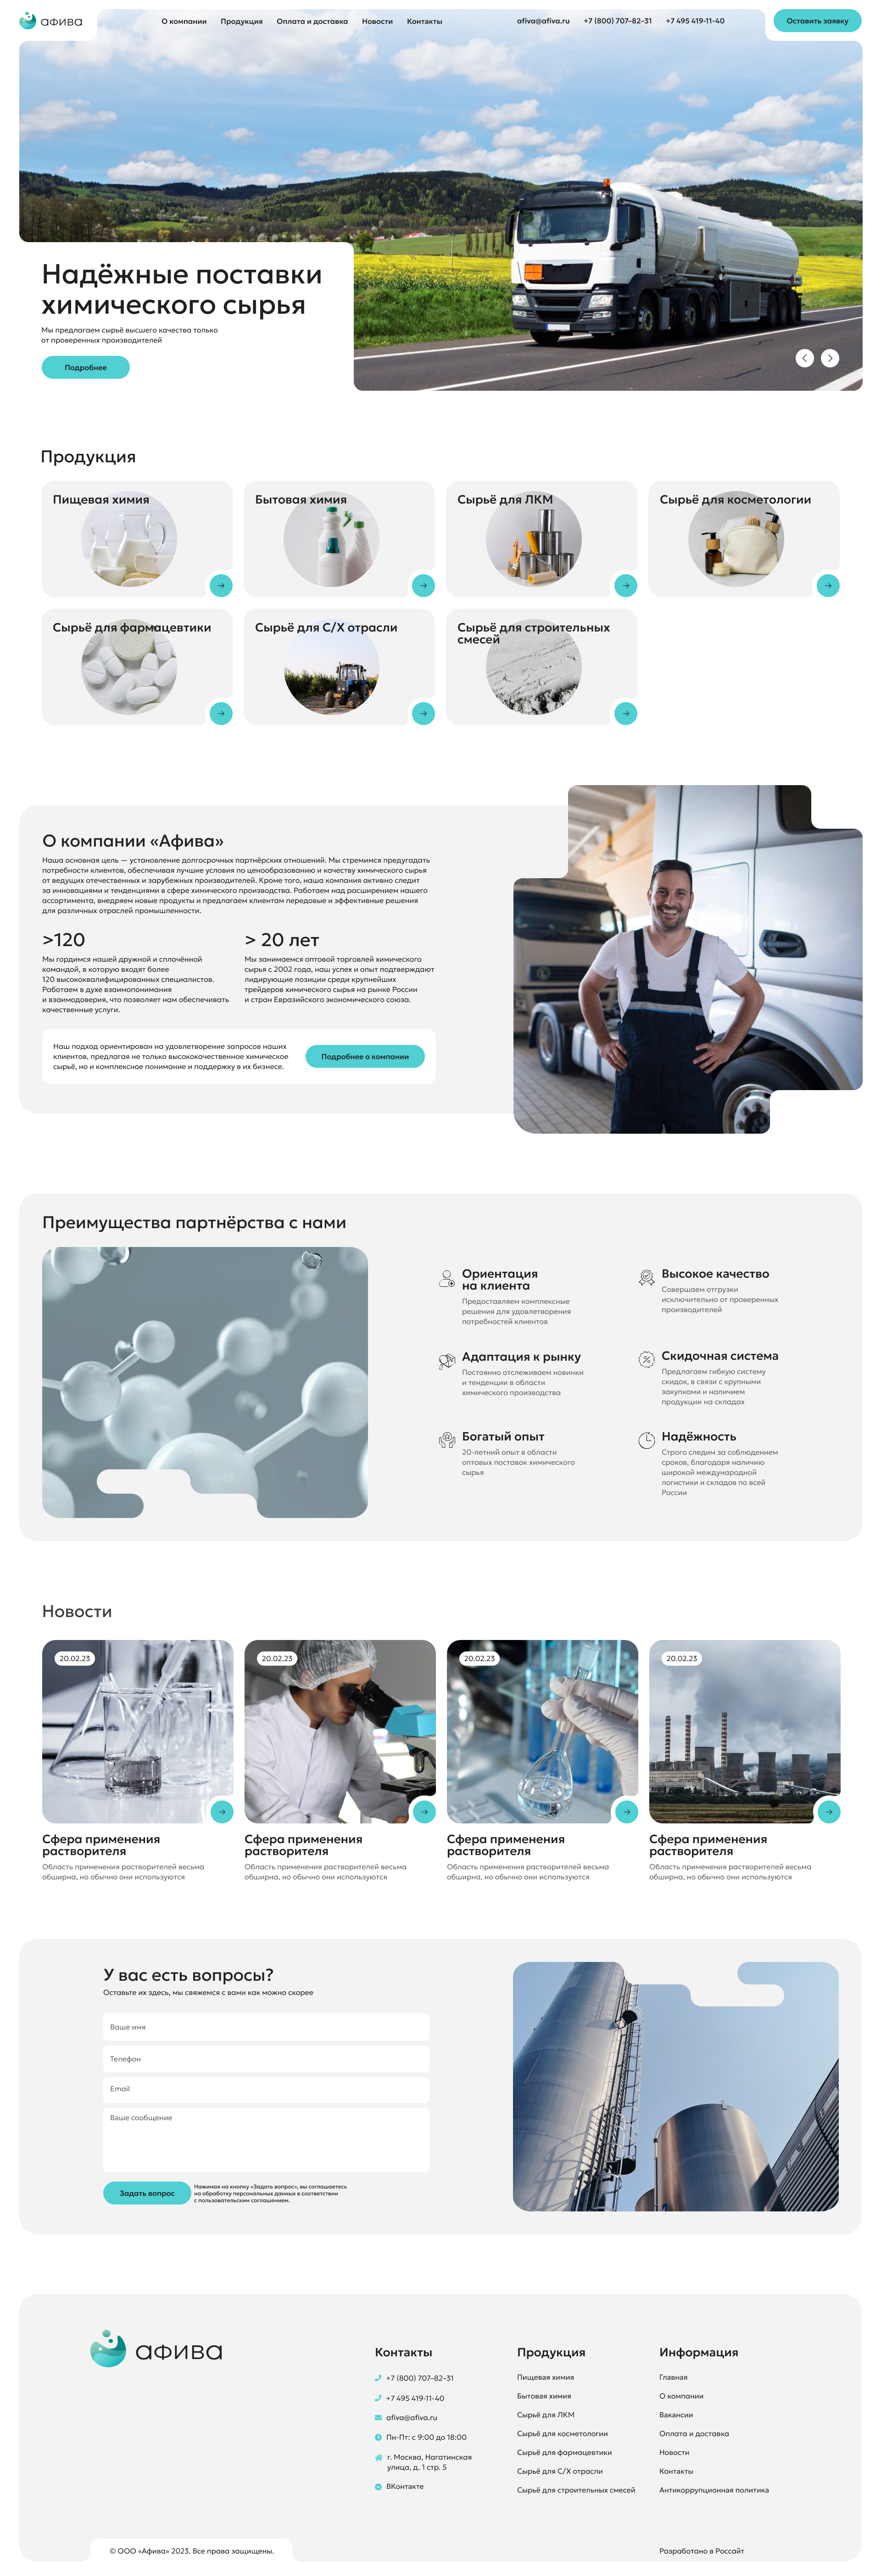 афива
О компании
Продукция
Оплата и доставка
Новости
Контакты
afiva@afiva.ru
+7 (800) 707–82–31
+7 495 419-11-40
Оставить заявку
Надёжные поставки
химического сырья
Мы предлагаем сырьё высшего качества только
от проверенных производителей
Подробнее
Продукция
Пищевая химия
Бытовая химия
Сырьё для ЛКМ
Сырьё для косметологии
Сырьё для фармацевтики
Сырьё для С/Х отрасли
Сырьё для строительных
смесей
О компании «Афива»
Наша основная цель — установление долгосрочных партнёрских отношений. Мы стремимся предугадать
потребности клиентов, обеспечивая лучшие условия по ценообразованию и качеству химического сырья
от ведущих отечественных и зарубежных производителей. Кроме того, наша компания активно следит
за инновациями и тенденциями в сфере химического производства. Работаем над расширением нашего
ассортимента, внедряем новые продукты и предлагаем клиентам передовые и эффективные решения
для различных отраслей промышленности.
>120
Мы гордимся нашей дружной и сплочённой
командой, в которую входят более
120 высококвалифицированных специалистов.
Работаем в духе взаимопонимания
и взаимодоверия, что позволяет нам обеспечивать
качественные услуги.
> 20 лет
Мы занимаемся оптовой торговлей химического
сырья с 2002 года, наш успех и опыт подтверждают
лидирующие позиции среди крупнейших
трейдеров химического сырья на рынке России
и стран Евразийского экономического союза.
Наш подход ориентирован на удовлетворение запросов наших
клиентов, предлагая не только высококачественное химическое
сырьё, но и комплексное понимание и поддержку в их бизнесе.
Подробнее о компании
Преимущества партнёрства с нами
Ориентация
на клиента
Предоставляем комплексные
решения для удовлетворения
потребностей клиентов
Высокое качество
Совершаем отгрузки
исключительно от проверенных
производителей
Адаптация к рынку
Постоянно отслеживаем новинки
и тенденции в области
химического производства
Скидочная система
Предлагаем гибкую систему
скидок, в связи с крупными
закупками и наличием
продукции на складах
Богатый опыт
20-летний опыт в области
оптовых поставок химического
сырья
Надёжность
Строго следим за соблюдением
сроков, благодаря наличию
широкой международной
логистики и складов по всей
России
Новости
20.02.23
Сфера применения
растворителя
Область применения растворителей весьма
обширна, но обычно они используются
20.02.23
Сфера применения
растворителя
Область применения растворителей весьма
обширна, но обычно они используются
20.02.23
Сфера применения
растворителя
Область применения растворителей весьма
обширна, но обычно они используются
20.02.23
Сфера применения
растворителя
Область применения растворителей весьма
обширна, но обычно они используются
У вас есть вопросы?
Оставьте их здесь, мы свяжемся с вами как можно скорее
Ваше имя
Телефон
Email
Ваше сообщение
Задать вопрос
Нажимая на кнопку «Задать вопрос», вы соглашаетесь
на обработку персональных данных в соответствии
с пользовательским соглашением.
афива
Контакты
+7 (800) 707–82–31
+7 495 419-11-40
afiva@afiva.ru
Пн-Пт: с 9:00 до 18:00
г. Москва, Нагатинская
улица, д. 1 стр. 5
ВКонтакте
Продукция
Пищевая химия
Бытовая химия
Сырьё для ЛКМ
Сырьё для косметологии
Сырьё для фармацевтики
Сырьё для С/Х отрасли
Сырьё для строительных смесей
Информация
Главная
О компании
Вакансии
Оплата и доставка
Новости
Контакты
Антикоррупционная политика
© ООО «Афива» 2023. Все права защищены.
Разработано в Россайт